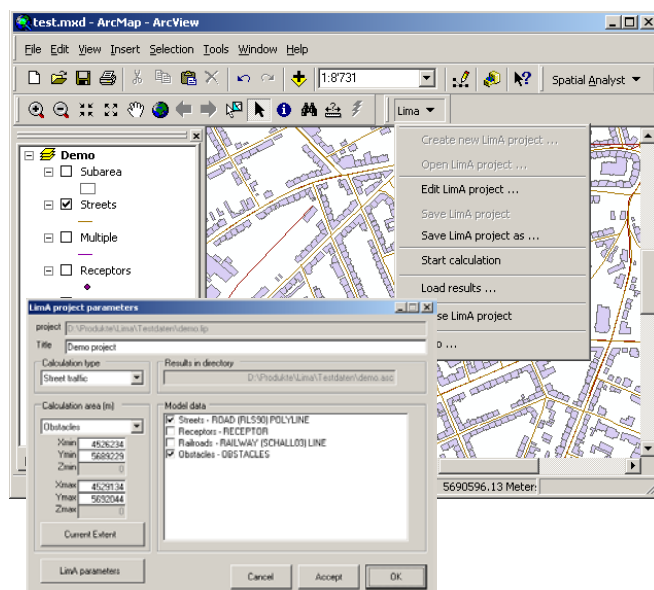 test.mxd - ArcMap - ArcView
File Edit View Insert Selection Tools Window Help
1:8'731
Spatial Analyst
Lima
Create new LimA project ...
Open LimA project ...
Edit LimA project ...
Save LimA project
Save LimA project as ...
Start calculation
Load results ...
se LimA project
o ...
Demo
Subarea
Streets
Multiple
Receptors
LimA project parameters
project D:\Produkte\Lima\Testdaten\demo.lip
Title Demo project
Calculation type
Street traffic
Results in directory
D:\Produkte\Lima\Testdaten\demo.asc
Calculation area (m)
Obstacles
Xmin 4526234
Ymin 5689229
Zmin 0
Xmax 4529134
Ymax 5692044
Zmax 0
Current Extent
LimA parameters
Model data
Streets - ROAD (RLS90) POLYLINE
Receptors - RECEPTOR
Railroads - RAILWAY (SCHALL03) LINE
Obstacles - OBSTACLES
Cancel Accept OK
5690596.13 Meter: